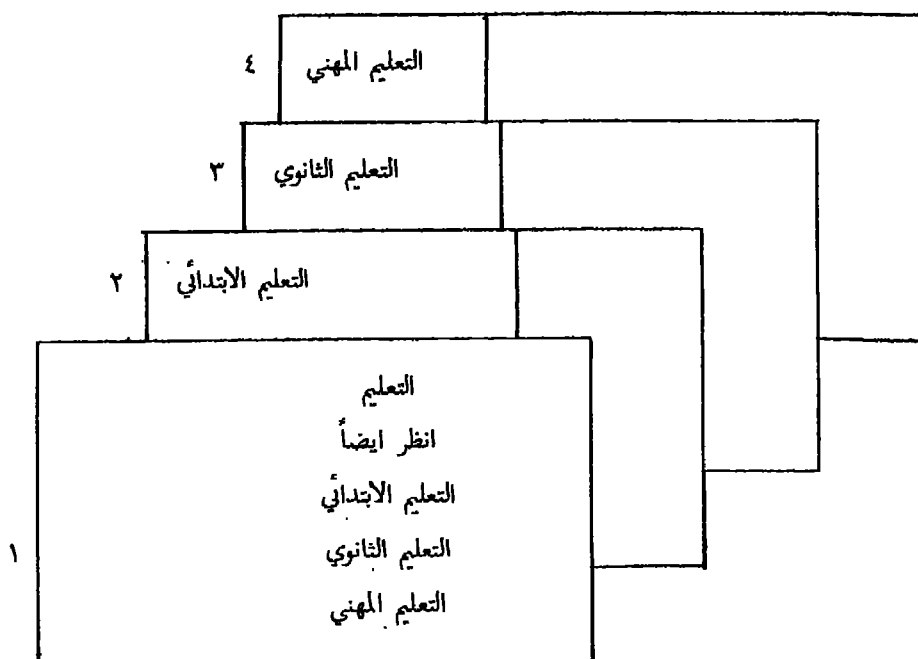 ٤ التعليم المهني
٣ التعليم الثانوي
٢ التعليم الابتدائي
التعليم
انظر ايضاً
التعليم الابتدائي
١ التعليم الثانوي
التعليم المهني